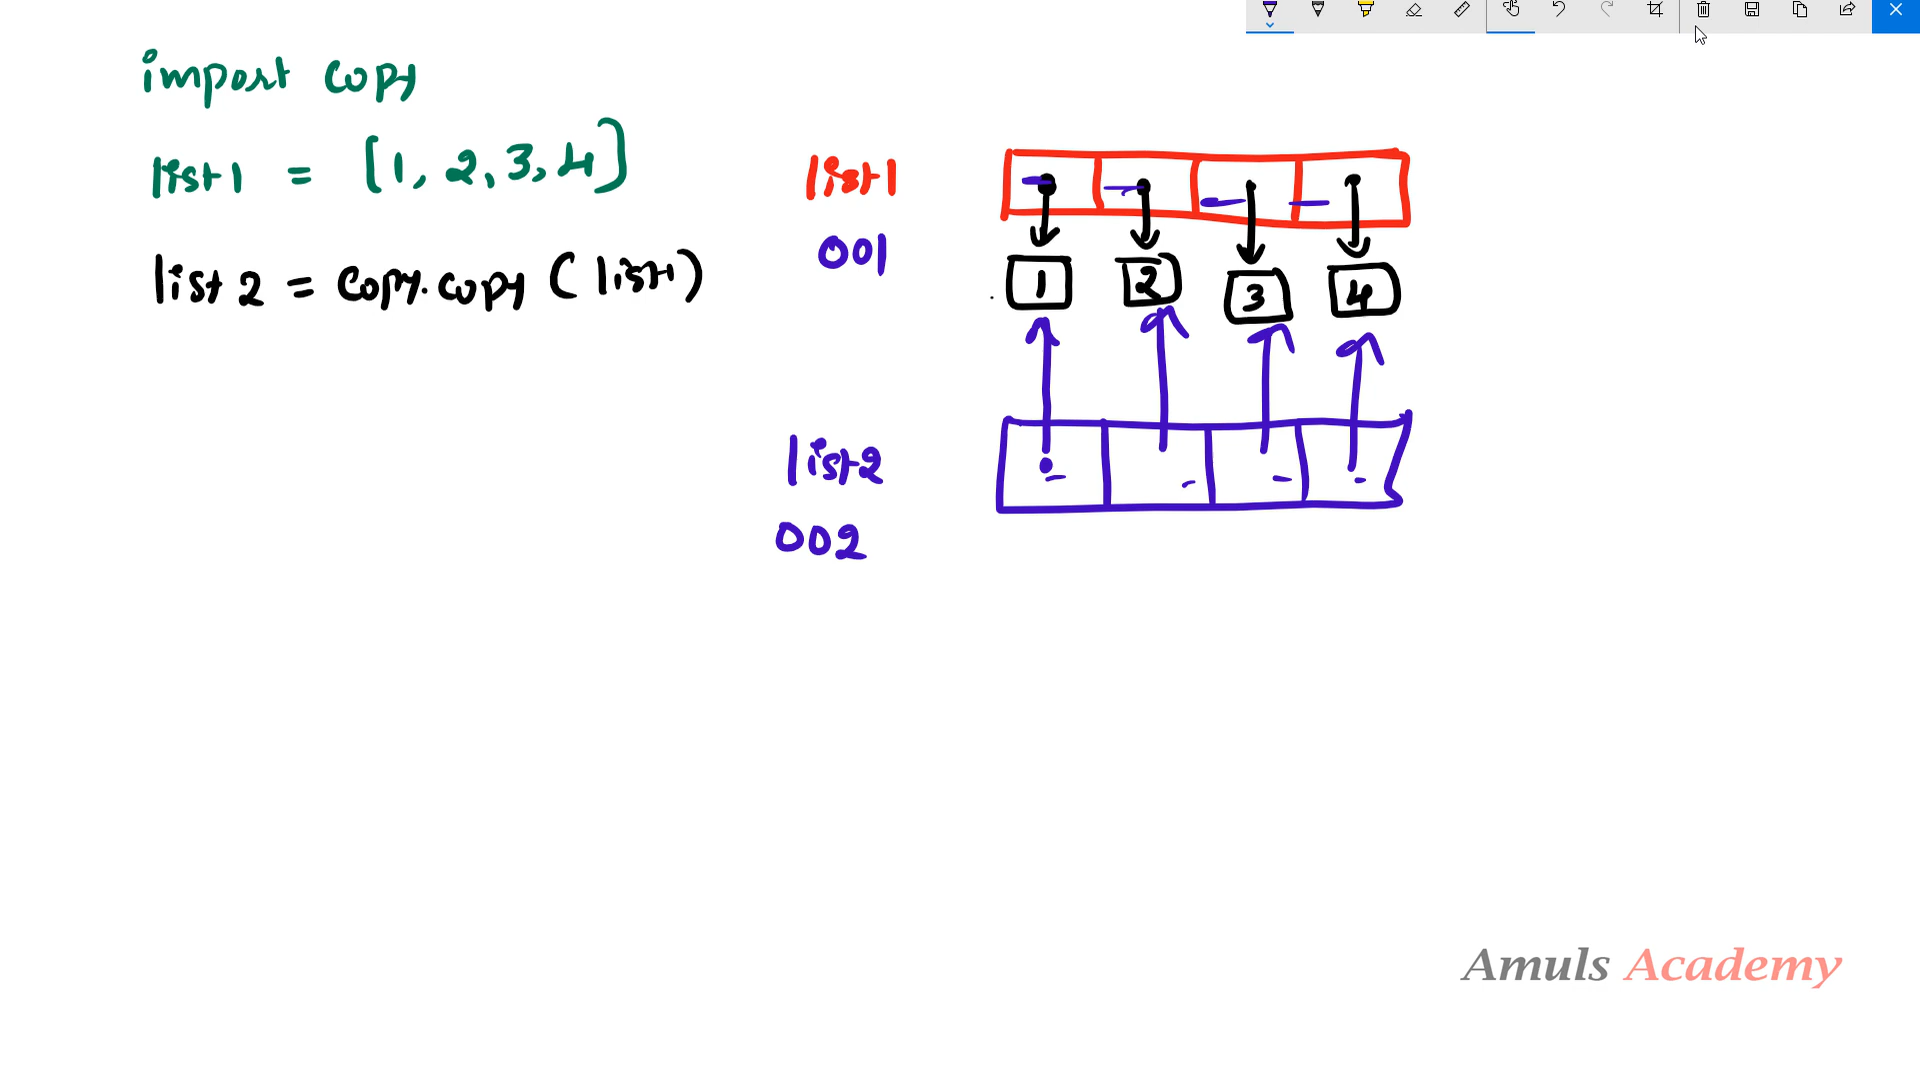 import copy
list1 = [1, 2, 3, 4]
list2 = copy.copy (list1)
list1
001
1 2 3 4
list2
002
Amuls Academy